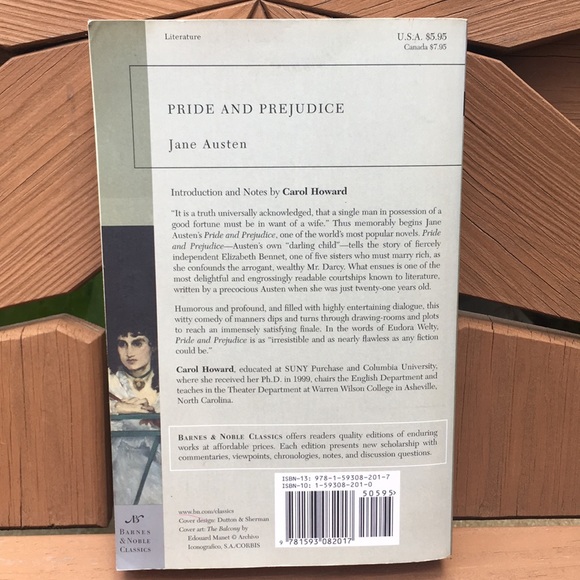 Literature
U.S.A. $5.95
Canada $7.95
PRIDE AND PREJUDICE
Jane Austen
Introduction and Notes by Carol Howard
"It is a truth universally acknowledged, that a single man in possession of a
good fortune must be in want of a wife." Thus memorably begins Jane
Austen's Pride and Prejudice, one of the world's most popular novels. Pride
and Prejudice—Austen's own "darling child"—tells the story of fiercely
independent Elizabeth Bennet, one of five sisters who must marry rich, as
she confounds the arrogant, wealthy Mr. Darcy. What ensues is one of the
most delightful and engrossingly readable courtships known to literature,
written by a precocious Austen when she was just twenty-one years old.
Humorous and profound, and filled with highly entertaining dialogue, this
witty comedy of manners dips and turns through drawing-rooms and plots
to reach an immensely satisfying finale. In the words of Eudora Welty,
Pride and Prejudice is as "irresistible and as nearly flawless as any fiction
could be."
Carol Howard, educated at SUNY Purchase and Columbia University,
where she received her Ph.D. in 1999, chairs the English Department and
teaches in the Theater Department at Warren Wilson College in Asheville,
North Carolina.
BARNES & NOBLE CLASSICS offers readers quality editions of enduring
works at affordable prices. Each edition presents new scholarship with
commentaries, viewpoints, chronologies, notes, and discussion questions.
ISBN-13: 978-1-59308-201-7
ISBN-10: 1-59308-201-0
50595
9 781593 082017
www.bn.com/classics
Cover design: Dutton & Sherman
Cover art: The Balcony by
Edouard Manet © Archivo
Iconografico, S.A./CORBIS
BARNES
& NOBLE
CLASSICS